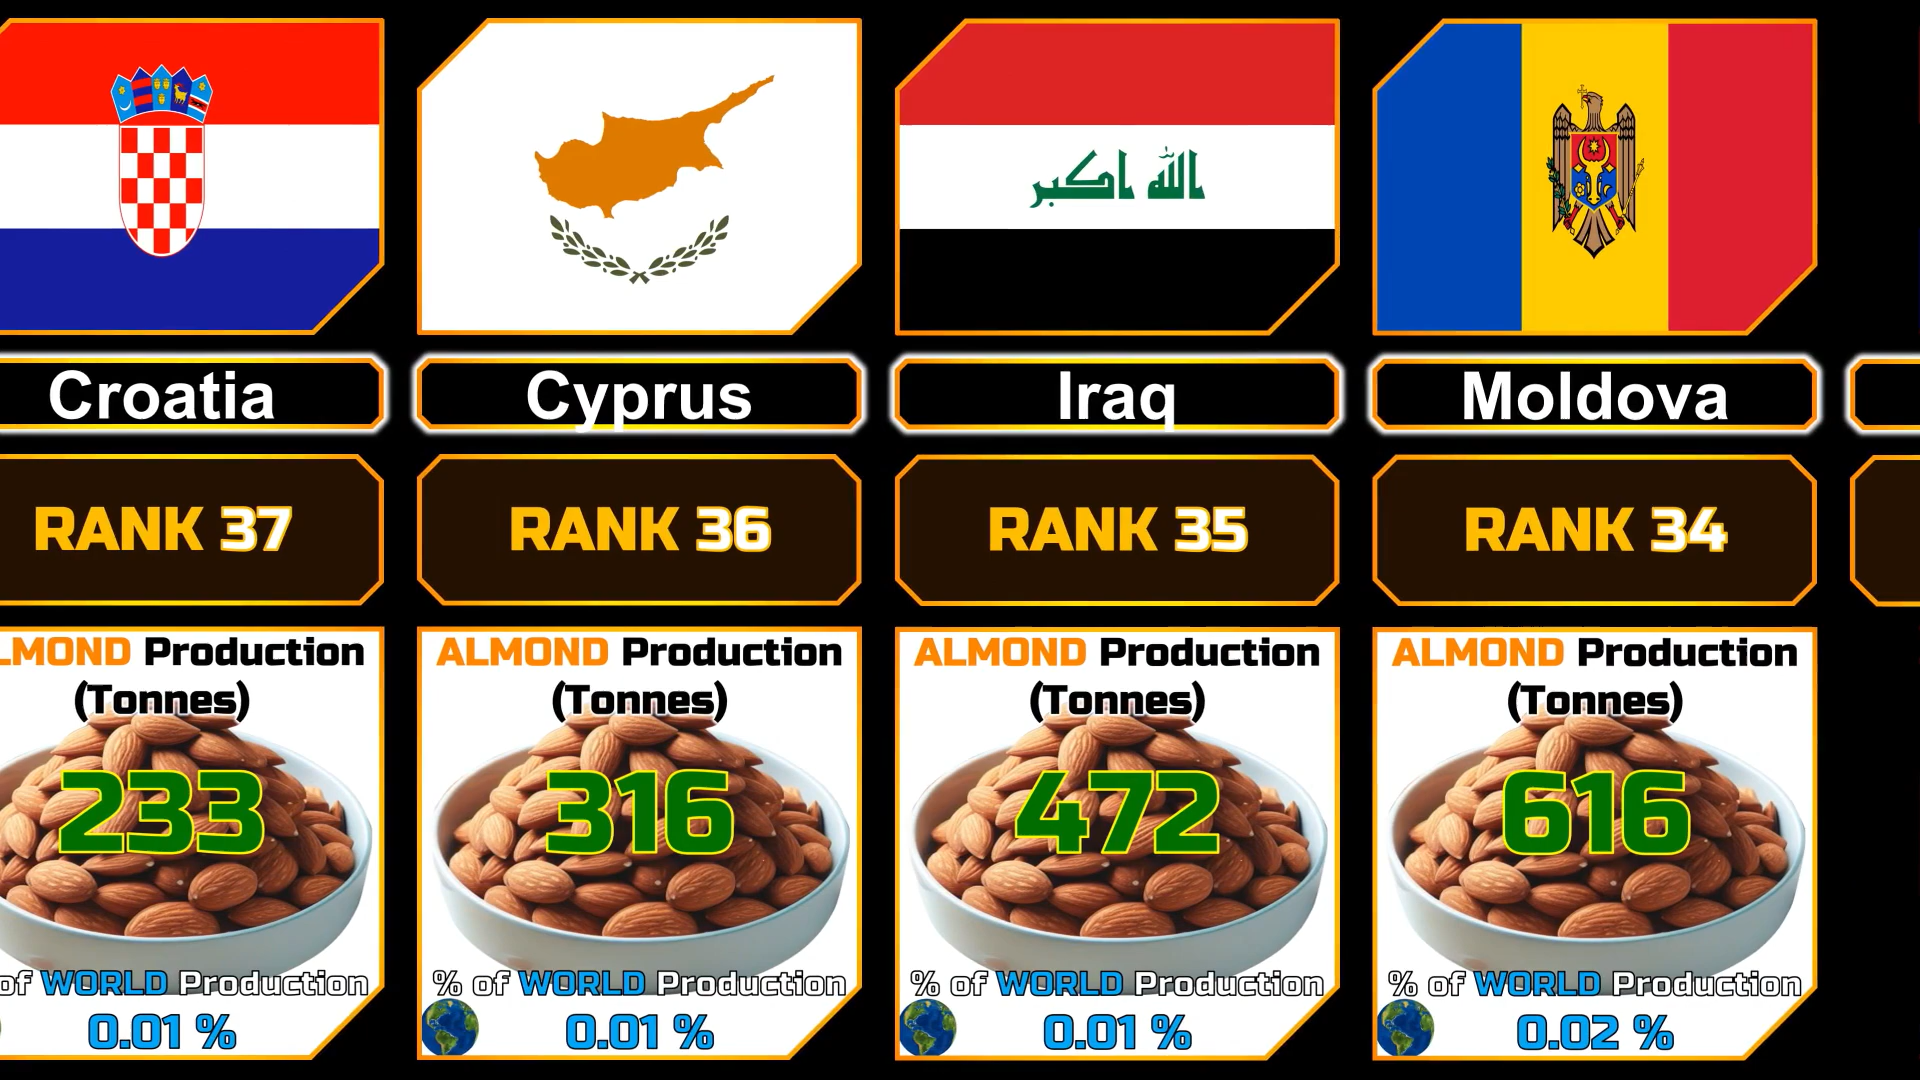 الله اكبر
Croatia
Cyprus
Iraq
Moldova
RANK 37
RANK 36
RANK 35
RANK 34
LMOND Production
(Tonnes)
233
of WORLD Production
0.01 %
ALMOND Production
(Tonnes)
316
% of WORLD Production
0.01 %
ALMOND Production
(Tonnes)
472
% of WORLD Production
0.01 %
ALMOND Production
(Tonnes)
616
% of WORLD Production
0.02 %